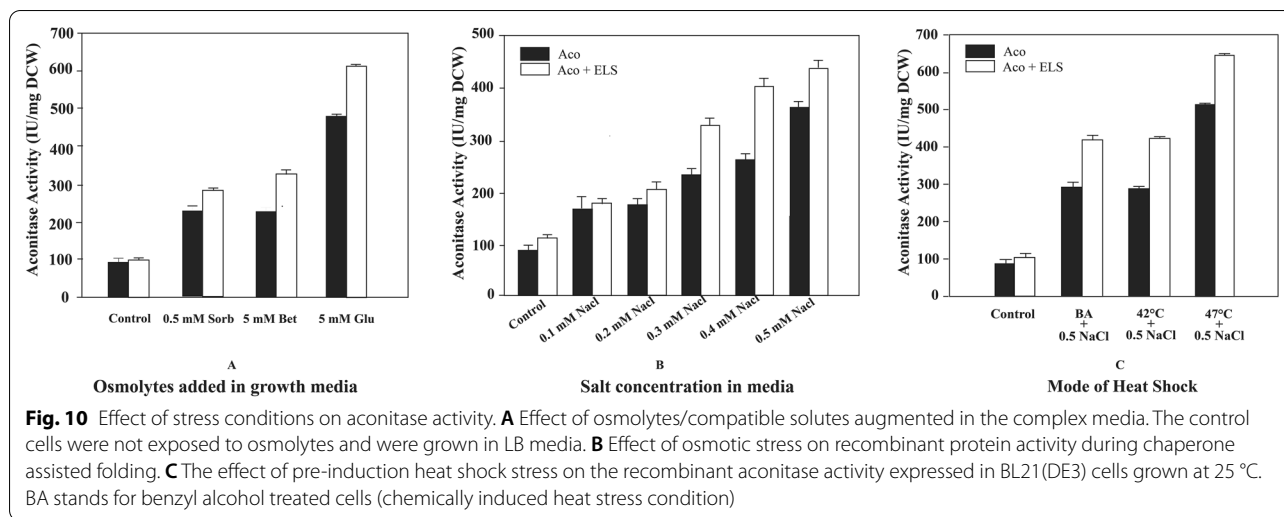 Aconitase Activity (IU/mg DCW)
700
600
500
400
300
200
100
0
Aco
Aco + ELS
Control
0.5 mM Sorb
5 mM Bet
5 mM Glu
A
Osmolytes added in growth media
Aconitase Activity (IU/mg DCW)
500
400
300
200
100
0
Aco
Aco + ELS
Control
0.1 mM Nacl
0.2 mM Nacl
0.3 mM Nacl
0.4 mM Nacl
0.5 mM Nacl
B
Salt concentration in media
Aconitase Activity (IU/mg DCW)
700
600
500
400
300
200
100
0
Aco
Aco + ELS
Control
BA
+
0.5 NaCl
42°C
+
0.5 NaCl
47°C
+
0.5 NaCl
C
Mode of Heat Shock
Fig. 10 Effect of stress conditions on aconitase activity. A Effect of osmolytes/compatible solutes augmented in the complex media. The control
cells were not exposed to osmolytes and were grown in LB media. B Effect of osmotic stress on recombinant protein activity during chaperone
assisted folding. C The effect of pre-induction heat shock stress on the recombinant aconitase activity expressed in BL21(DE3) cells grown at 25 °C.
BA stands for benzyl alcohol treated cells (chemically induced heat stress condition)